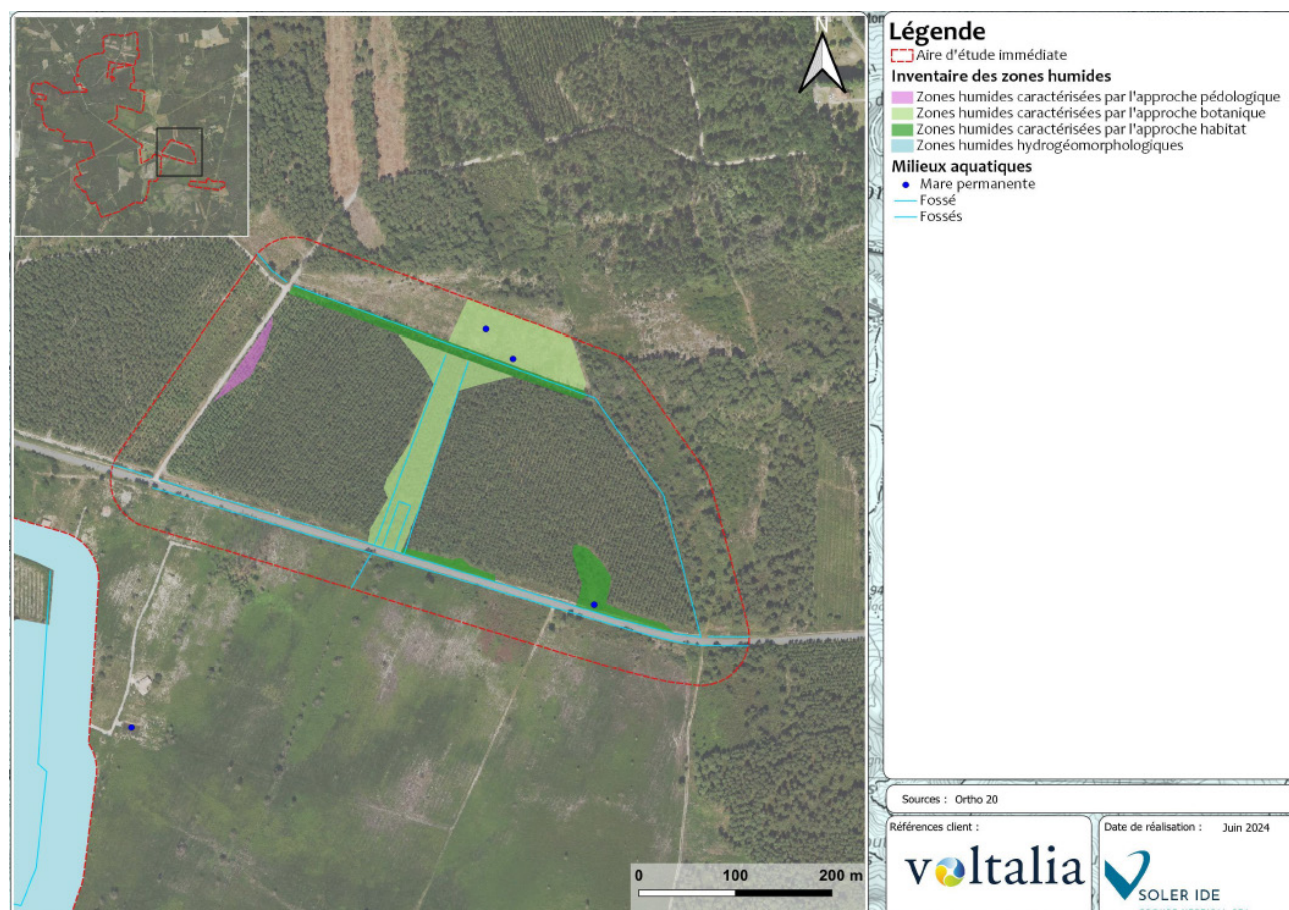 N
Légende
Aire d'étude immédiate
Inventaire des zones humides
Zones humides caractérisées par l'approche pédologique
Zones humides caractérisées par l'approche botanique
Zones humides caractérisées par l'approche habitat
Zones humides hydrogéomorphologiques
Milieux aquatiques
Mare permanente
Fossé
Fossés
0 100 200 m
Sources : Ortho 20
Références client :
voltalia
Date de réalisation : Juin 2024
SOLER IDE